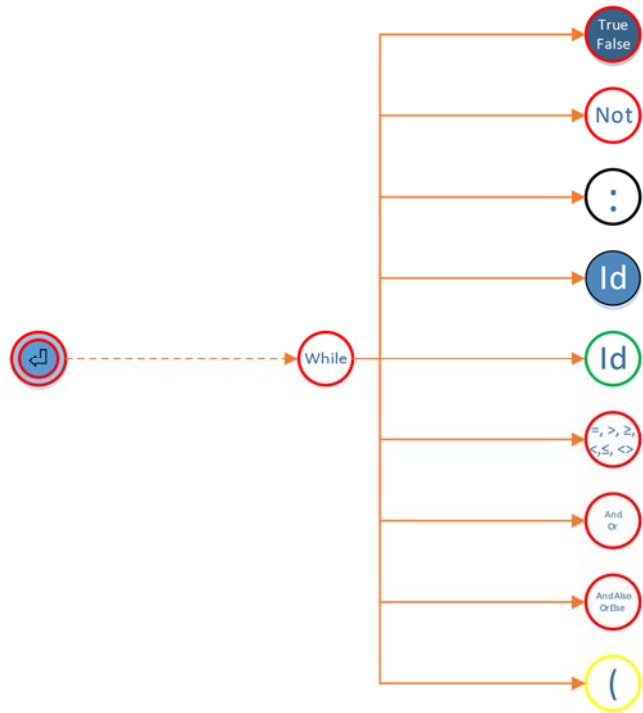 True
False
Not
:
Id
⏎
While
Id
=, >, ≥,
<,≤, <>
And
Or
AndAlso
OrElse
(